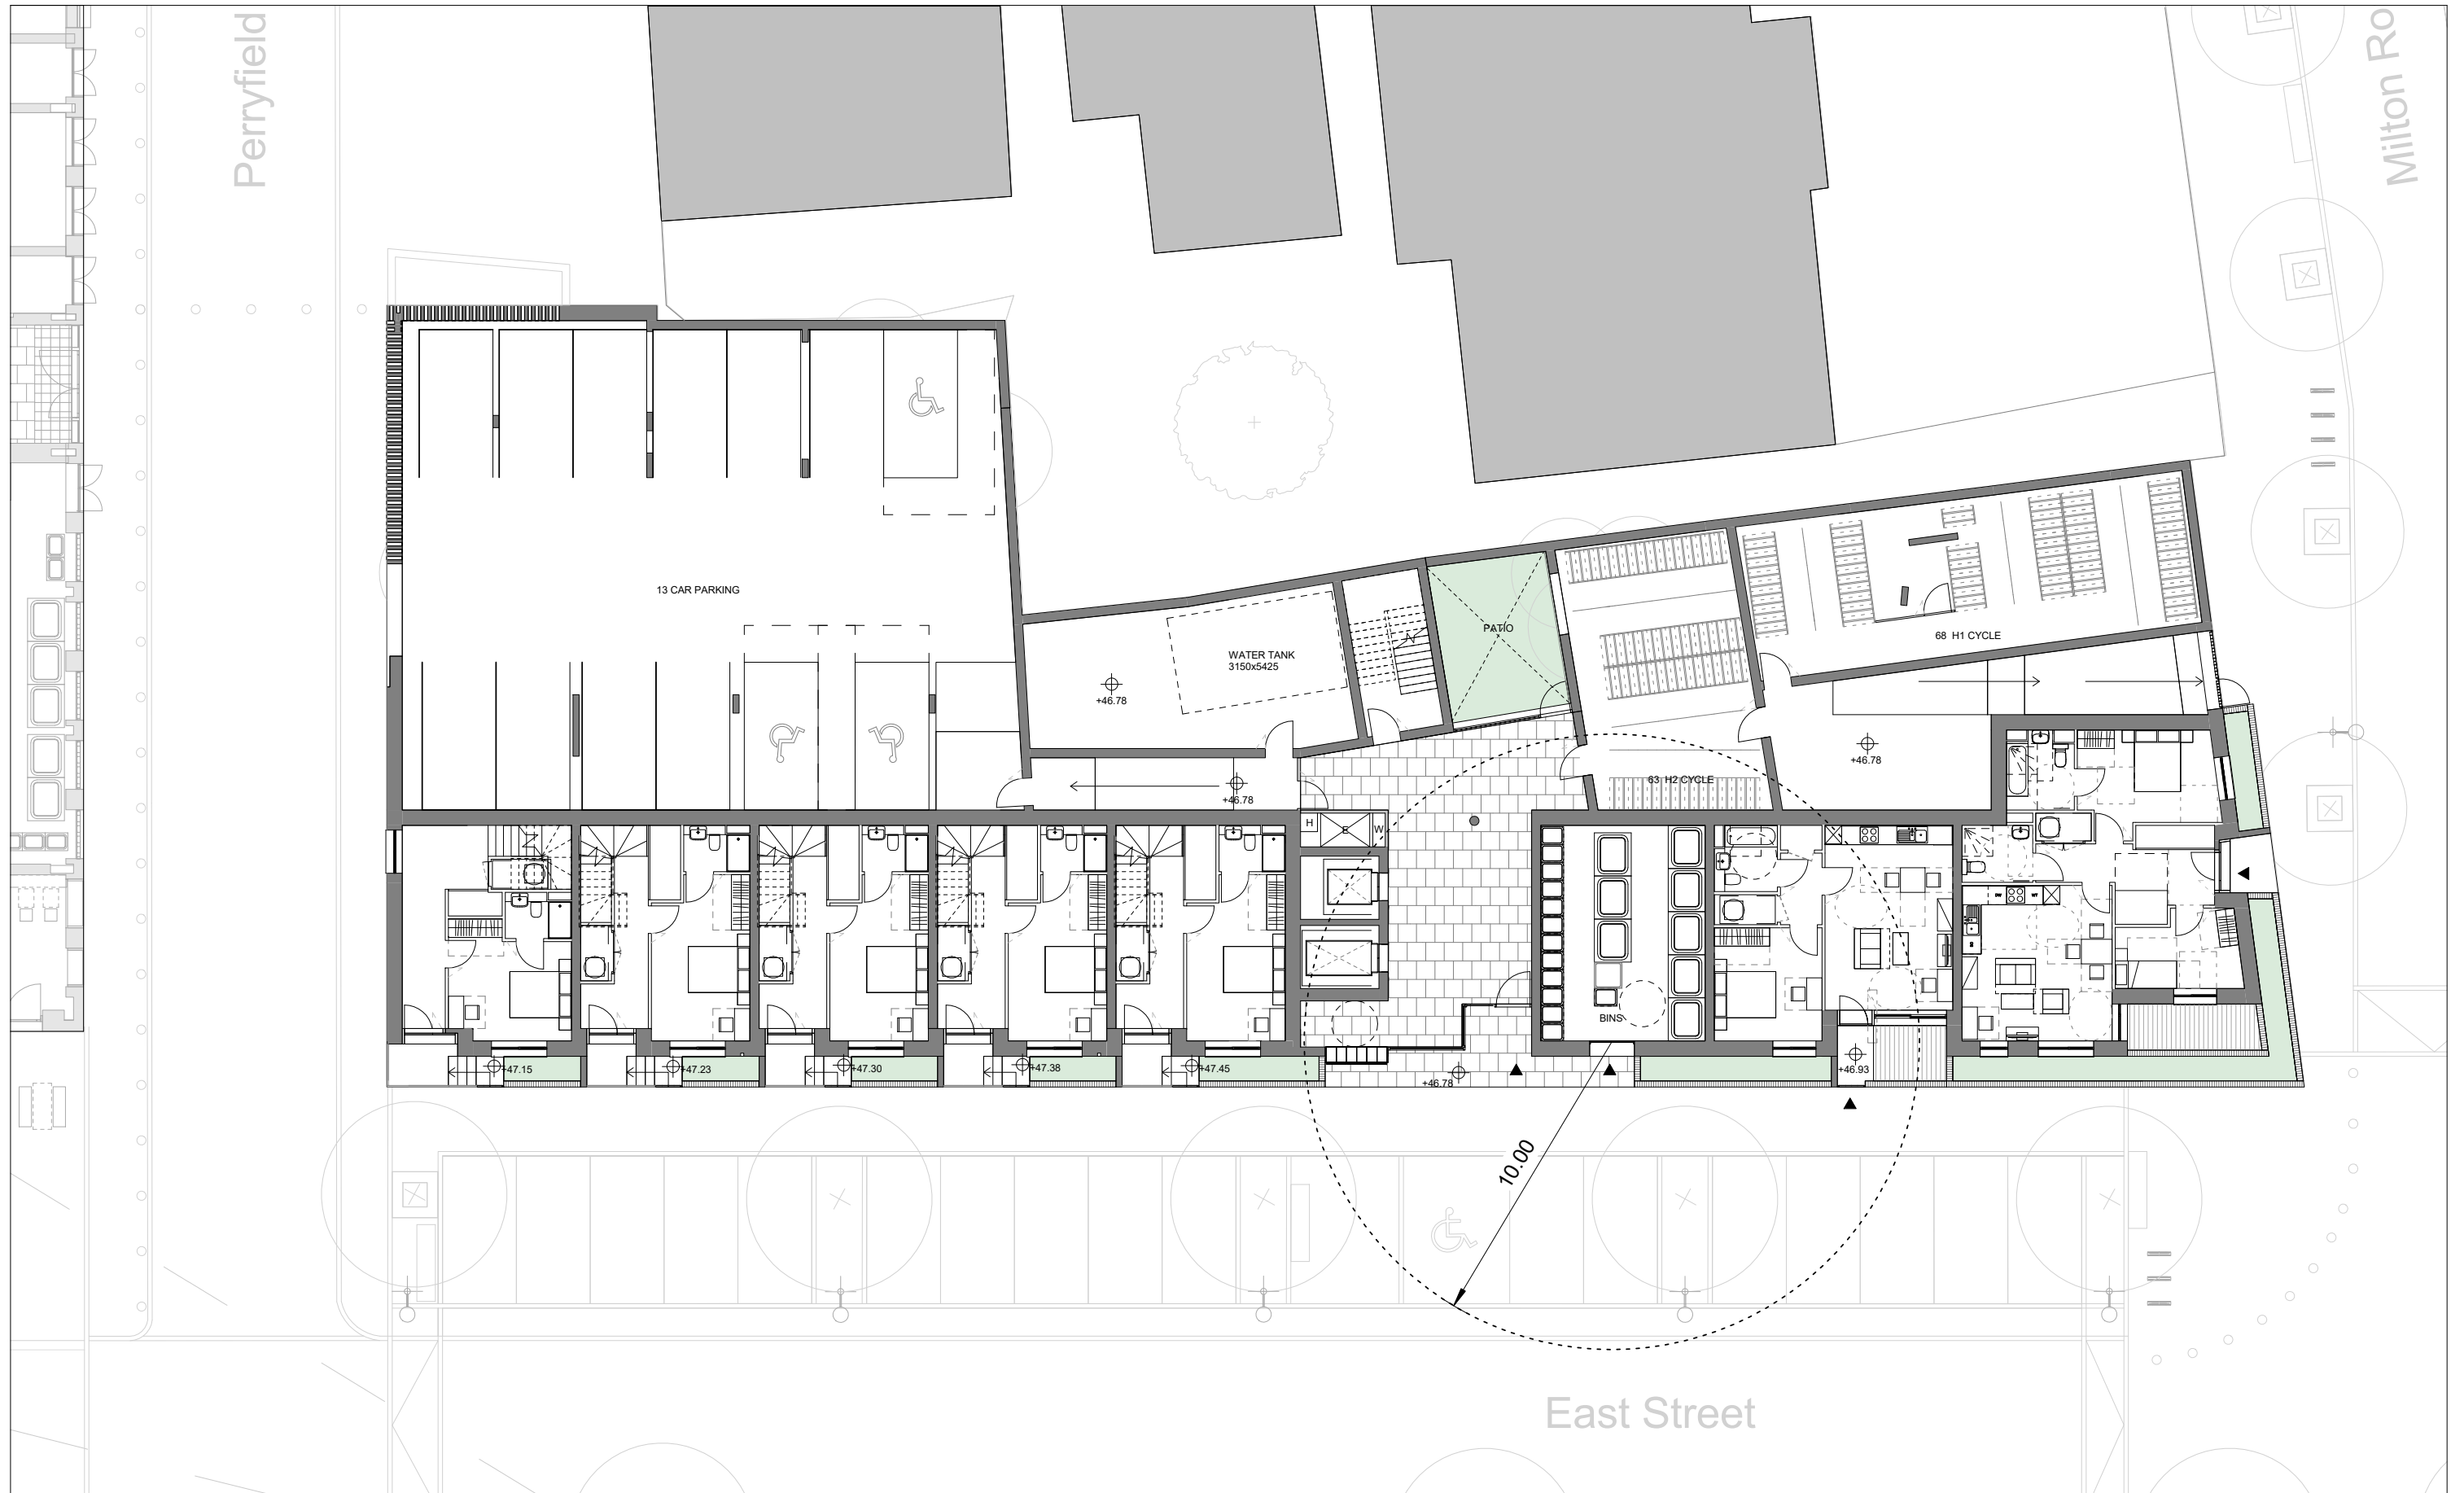 Perryfield
Milton Ro
13 CAR PARKING
PATIO
WATER TANK
3150x5425
68 H1 CYCLE
+46.78
+46.78
+46.78
63 H2 CYCLE
H
E
W
BINS
+47.15
+47.23
+47.30
+47.38
+47.45
+46.78
+46.93
10.00
East Street